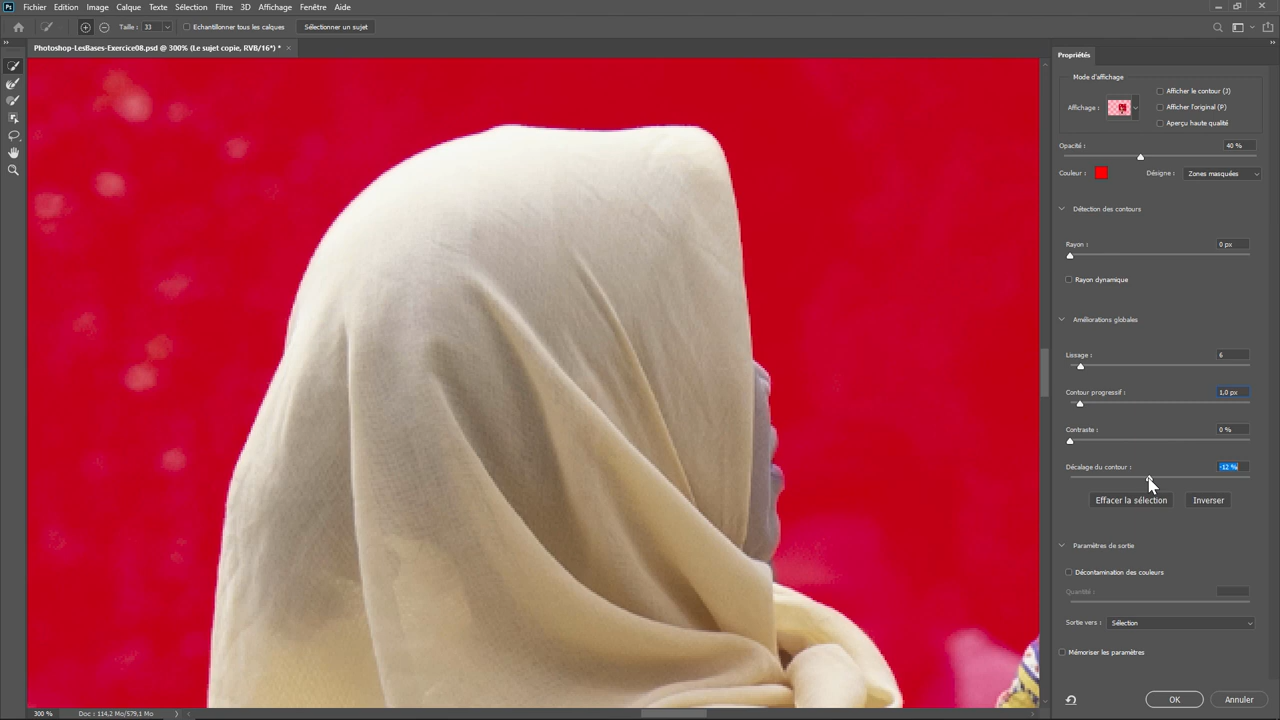 Ps Fichier Edition Image Calque Texte Sélection Filtre 3D Affichage Fenêtre Aide
Taille : 33 Echantillonner tous les calques Sélectionner un sujet
Photoshop-LesBases-Exercice08.psd @ 300% (Le sujet copie, RVB/16*) * ×
Propriétés
Mode d'affichage
Afficher le contour (J)
Affichage : Afficher l'original (P)
Aperçu haute qualité
Opacité : 40 %
Couleur : Désigne : Zones masquées
Détection des contours
Rayon : 0 px
Rayon dynamique
Améliorations globales
Lissage : 6
Contour progressif : 1,0 px
Contraste : 0 %
Décalage du contour : -12 %
Effacer la sélection Inverser
Paramètres de sortie
Décontamination des couleurs
Quantité :
Sortie vers : Sélection
Mémoriser les paramètres
OK Annuler
300 % Doc : 114,2 Mo/579,1 Mo